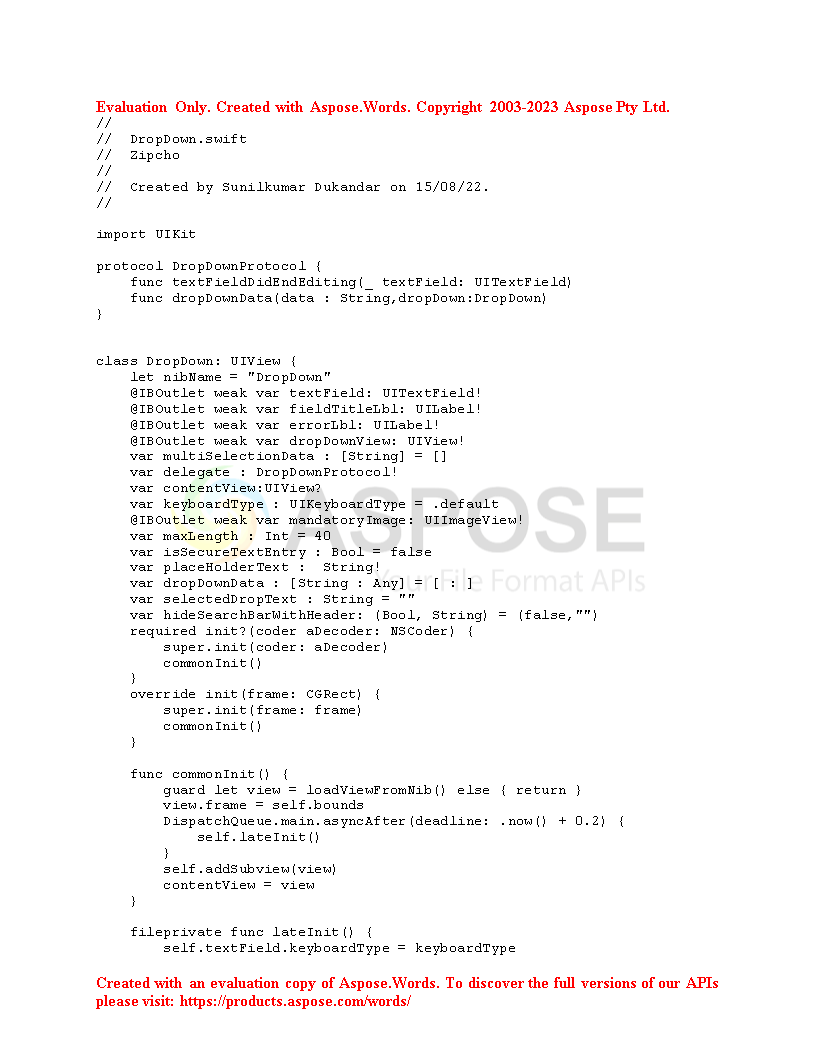 Evaluation Only. Created with Aspose.Words. Copyright 2003-2023 Aspose Pty Ltd.
//
//  DropDown.swift
//  Zipcho
//
//  Created by Sunilkumar Dukandar on 15/08/22.
//

import UIKit

protocol DropDownProtocol {
    func textFieldDidEndEditing(_ textField: UITextField)
    func dropDownData(data : String,dropDown:DropDown)
}


class DropDown: UIView {
    let nibName = "DropDown"
    @IBOutlet weak var textField: UITextField!
    @IBOutlet weak var fieldTitleLbl: UILabel!
    @IBOutlet weak var errorLbl: UILabel!
    @IBOutlet weak var dropDownView: UIView!
    var multiSelectionData : [String] = []
    var delegate : DropDownProtocol!
    var contentView:UIView?
    var keyboardType : UIKeyboardType = .default
    @IBOutlet weak var mandatoryImage: UIImageView!
    var maxLength : Int = 40
    var isSecureTextEntry : Bool = false
    var placeHolderText :  String!
    var dropDownData : [String : Any] = [ : ]
    var selectedDropText : String = ""
    var hideSearchBarWithHeader: (Bool, String) = (false,"")
    required init?(coder aDecoder: NSCoder) {
        super.init(coder: aDecoder)
        commonInit()
    }
    override init(frame: CGRect) {
        super.init(frame: frame)
        commonInit()
    }

    func commonInit() {
        guard let view = loadViewFromNib() else { return }
        view.frame = self.bounds
        DispatchQueue.main.asyncAfter(deadline: .now() + 0.2) {
            self.lateInit()
        }
        self.addSubview(view)
        contentView = view
    }

    fileprivate func lateInit() {
        self.textField.keyboardType = keyboardType
ASPOSE
Your File Format APIs
Created with an evaluation copy of Aspose.Words. To discover the full versions of our APIs
please visit: https://products.aspose.com/words/